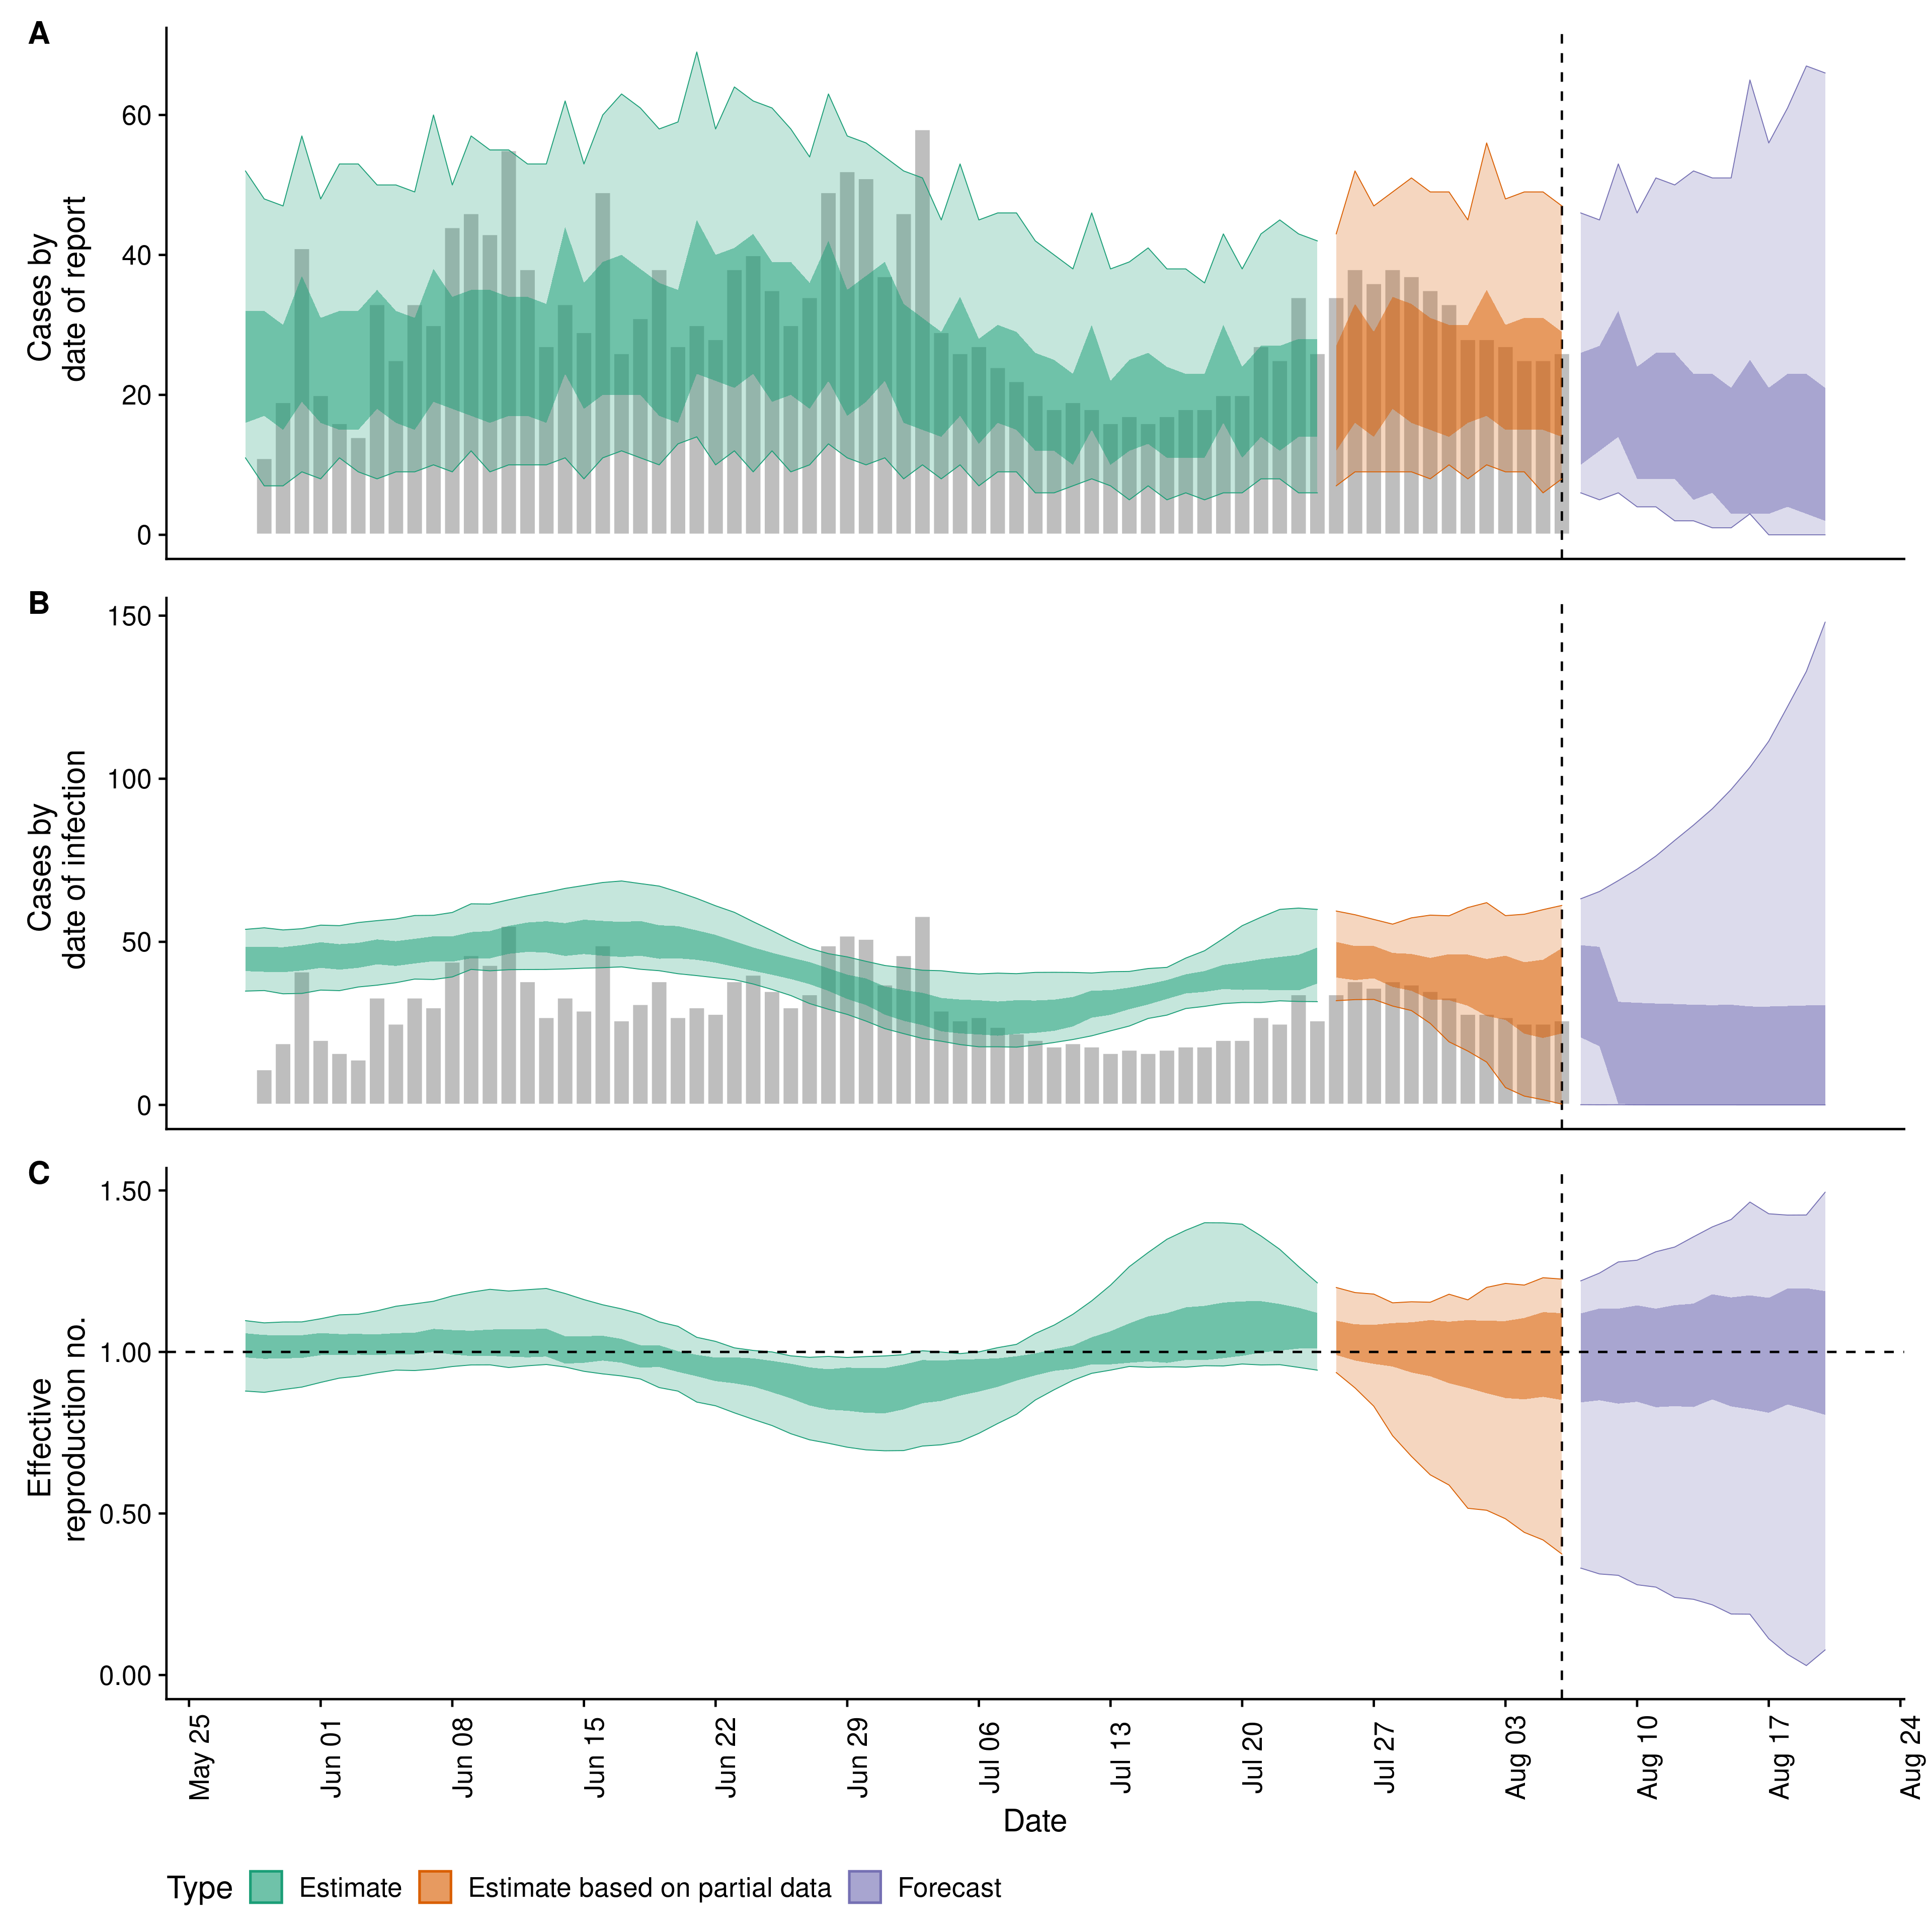 A
60
40
20
0
Cases by
date of report
B
150
100
50
0
Cases by
date of infection
C
1.50
1.00
0.50
0.00
Effective
reproduction no.
May 25
Jun 01
Jun 08
Jun 15
Jun 22
Jun 29
Jul 06
Jul 13
Jul 20
Jul 27
Aug 03
Aug 10
Aug 17
Aug 24
Date
Type Estimate Estimate based on partial data Forecast